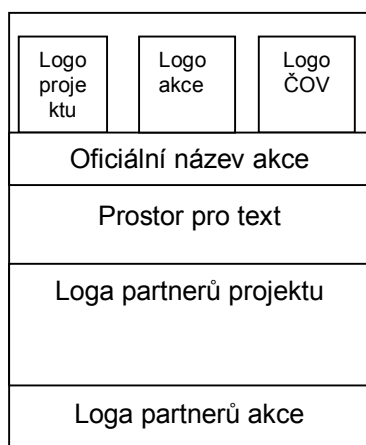 Logo
proje
ktu
Logo
akce
Logo
ČOV
Oficiální název akce
Prostor pro text
Loga partnerů projektu
Loga partnerů akce